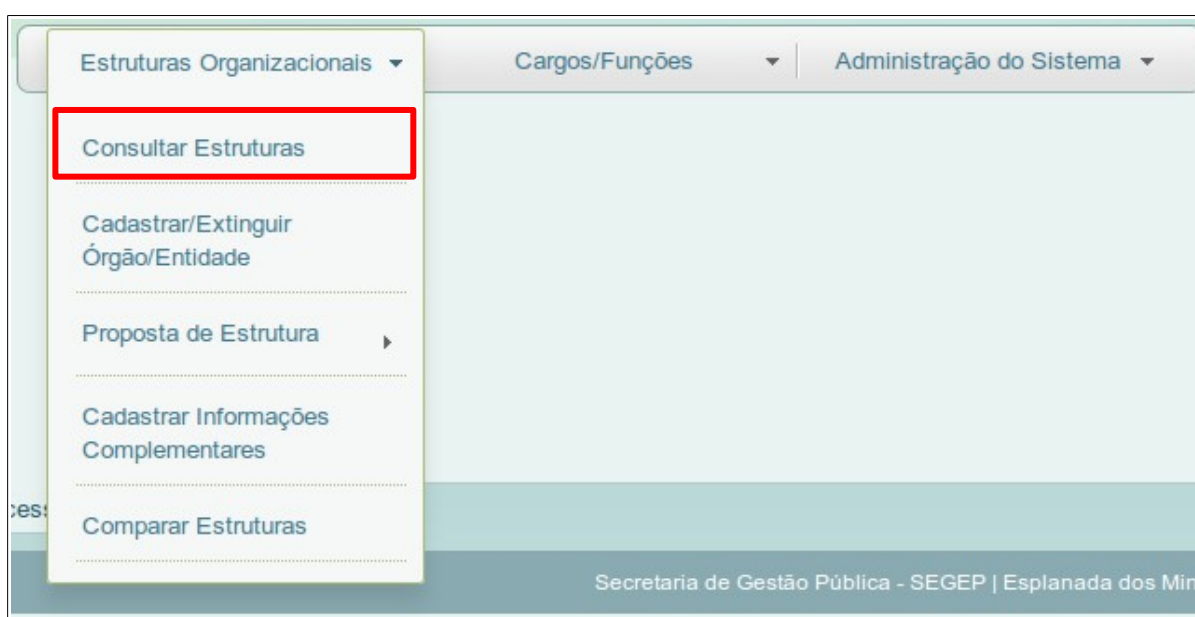 Estruturas Organizacionais Cargos/Funções Administração do Sistema
Consultar Estruturas
Cadastrar/Extinguir
Órgão/Entidade
Proposta de Estrutura
Cadastrar Informações
Complementares
Comparar Estruturas
Secretaria de Gestão Pública - SEGEP | Esplanada dos